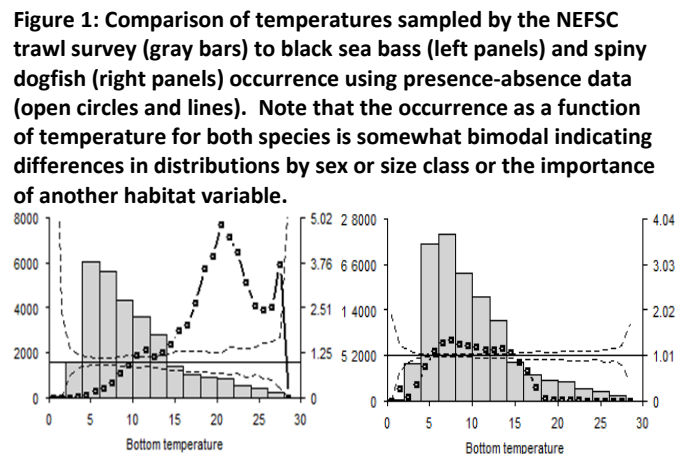 Figure 1: Comparison of temperatures sampled by the NEFSC
trawl survey (gray bars) to black sea bass (left panels) and spiny
dogfish (right panels) occurrence using presence-absence data
(open circles and lines).  Note that the occurrence as a function
of temperature for both species is somewhat bimodal indicating
differences in distributions by sex or size class or the importance
of another habitat variable.
8000
6000
4000
2000
0
5.02
3.76
2.51
1.25
0
0 5 10 15 20 25 30
Bottom temperature
2 8000
6 6000
1 4000
5 2000
0
4.04
3.03
2.02
1.01
0
0 5 10 15 20 25 30
Bottom temperature